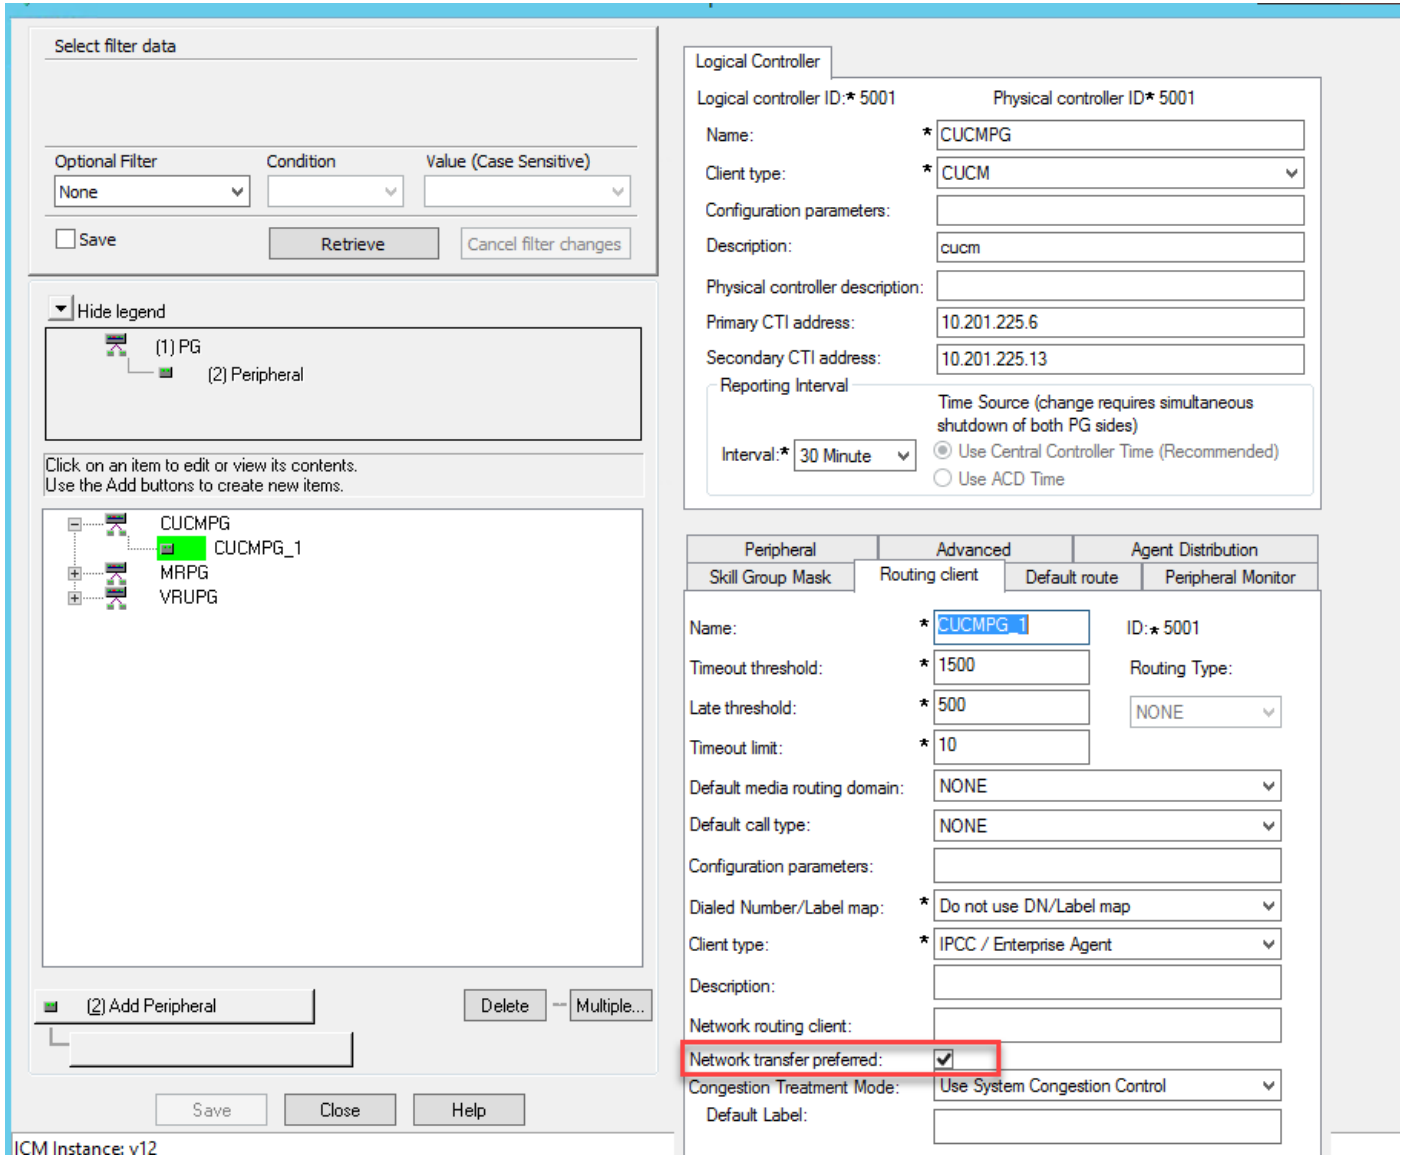 Select filter data
Optional Filter
Condition
Value (Case Sensitive)
None
Save
Retrieve
Cancel filter changes
Hide legend
(1) PG
(2) Peripheral
Click on an item to edit or view its contents.
Use the Add buttons to create new items.
CUCMPG
CUCMPG_1
MRPG
VRUPG
(2) Add Peripheral
Delete
Multiple...
Save
Close
Help
ICM Instance: v12
Logical Controller
Logical controller ID:* 5001
Physical controller ID* 5001
Name: * CUCMPG
Client type: * CUCM
Configuration parameters:
Description: cucm
Physical controller description:
Primary CTI address: 10.201.225.6
Secondary CTI address: 10.201.225.13
Reporting Interval
Time Source (change requires simultaneous
shutdown of both PG sides)
Interval:* 30 Minute
Use Central Controller Time (Recommended)
Use ACD Time
Peripheral
Advanced
Agent Distribution
Skill Group Mask
Routing client
Default route
Peripheral Monitor
Name: * CUCMPG_1
ID:* 5001
Timeout threshold: * 1500
Routing Type:
Late threshold: * 500
NONE
Timeout limit: * 10
Default media routing domain: NONE
Default call type: NONE
Configuration parameters:
Dialed Number/Label map: * Do not use DN/Label map
Client type: * IPCC / Enterprise Agent
Description:
Network routing client:
Network transfer preferred:
Congestion Treatment Mode: Use System Congestion Control
Default Label: